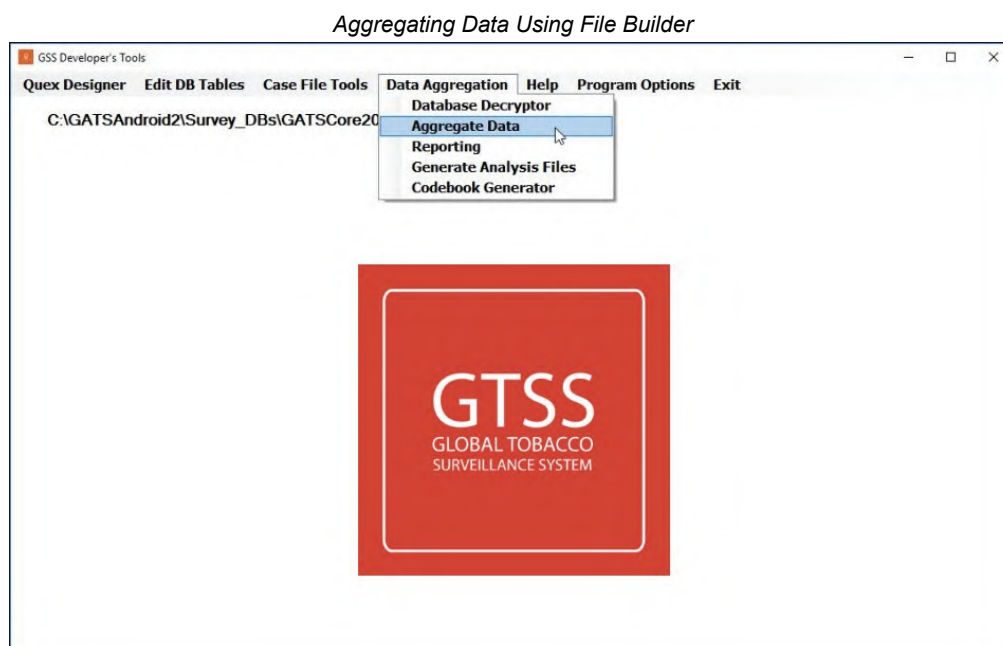 Aggregating Data Using File Builder
GSS Developer's Tools
Quex Designer Edit DB Tables Case File Tools Data Aggregation Help Program Options Exit
C:\GATSAndroid2\Survey_DBs\GATSCore20
Database Decryptor
Aggregate Data
Reporting
Generate Analysis Files
Codebook Generator
GTSS
GLOBAL TOBACCO
SURVEILLANCE SYSTEM